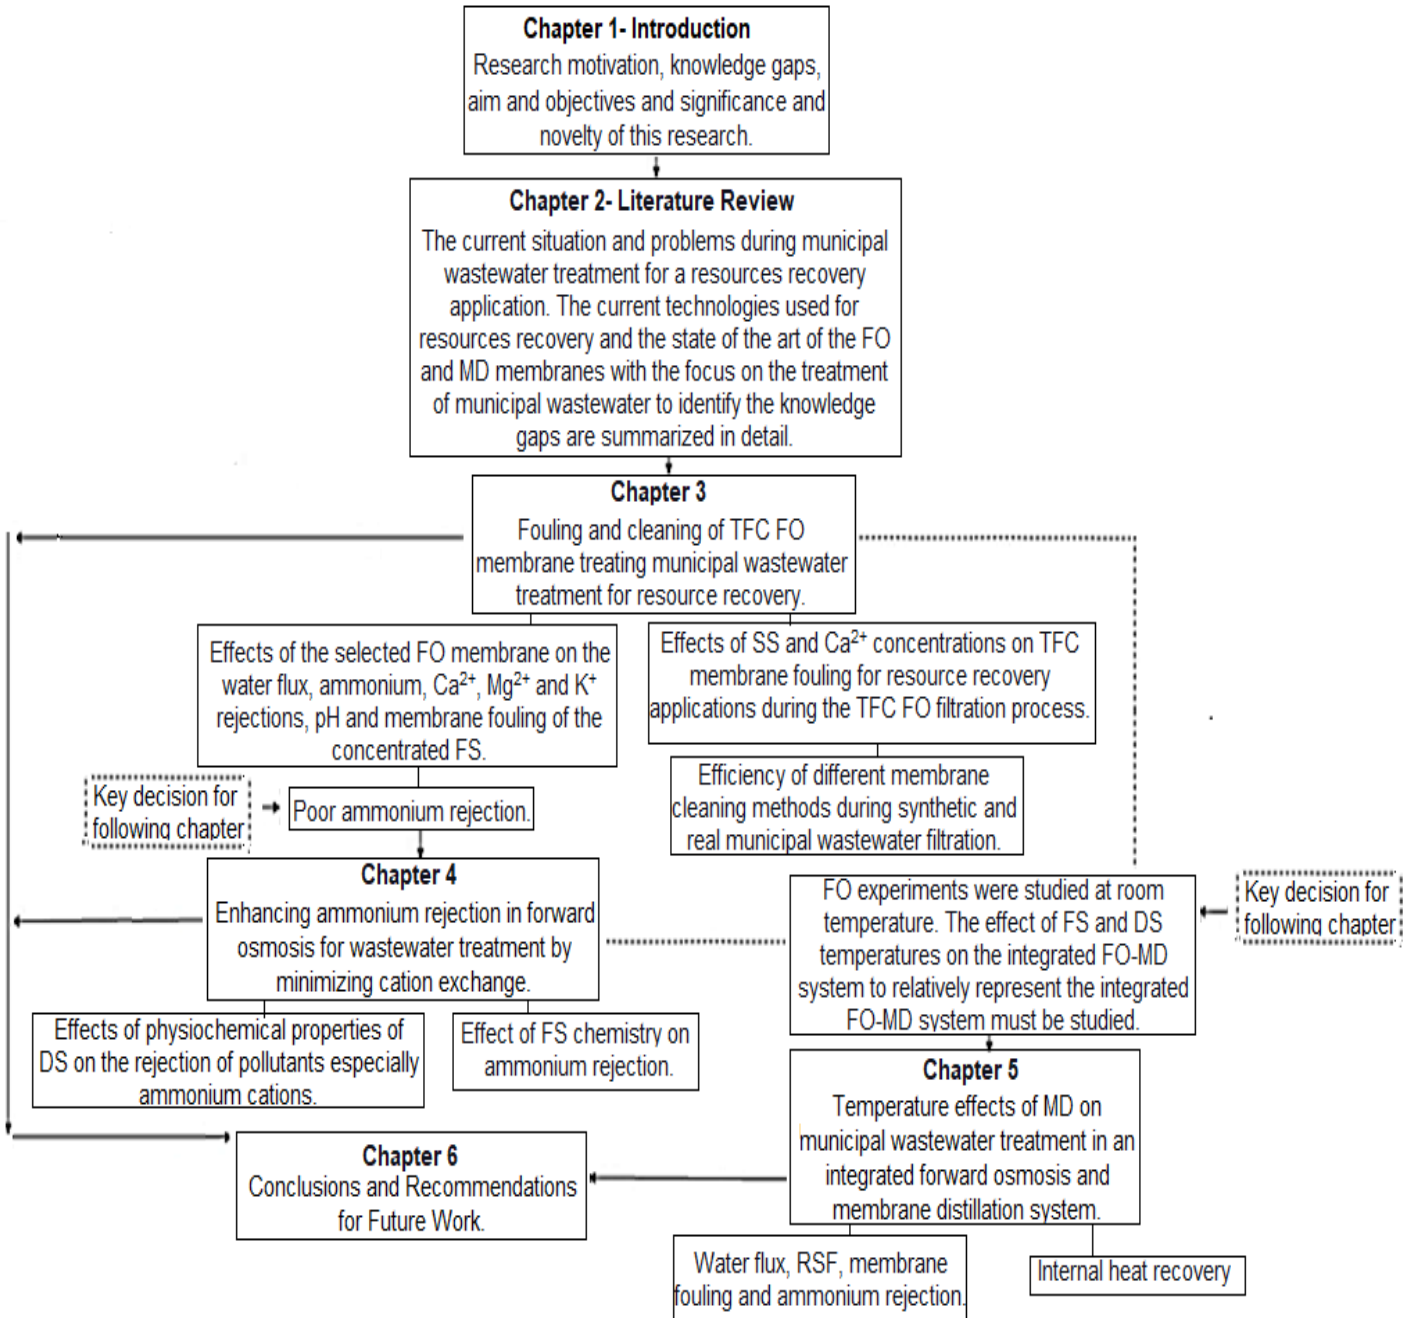 Chapter 1- Introduction
Research motivation, knowledge gaps,
aim and objectives and significance and
novelty of this research.
Chapter 2- Literature Review
The current situation and problems during municipal
wastewater treatment for a resources recovery
application. The current technologies used for
resources recovery and the state of the art of the FO
and MD membranes with the focus on the treatment
of municipal wastewater to identify the knowledge
gaps are summarized in detail.
Chapter 3
Fouling and cleaning of TFC FO
membrane treating municipal wastewater
treatment for resource recovery.
Effects of the selected FO membrane on the
water flux, ammonium, Ca²⁺, Mg²⁺ and K⁺
rejections, pH and membrane fouling of the
concentrated FS.
Effects of SS and Ca²⁺ concentrations on TFC
membrane fouling for resource recovery
applications during the TFC FO filtration process.
Efficiency of different membrane
cleaning methods during synthetic and
real municipal wastewater filtration.
Key decision for
following chapter
Poor ammonium rejection.
Chapter 4
Enhancing ammonium rejection in forward
osmosis for wastewater treatment by
minimizing cation exchange.
FO experiments were studied at room
temperature. The effect of FS and DS
temperatures on the integrated FO-MD
system to relatively represent the integrated
FO-MD system must be studied.
Key decision for
following chapter
Effects of physiochemical properties of
DS on the rejection of pollutants especially
ammonium cations.
Effect of FS chemistry on
ammonium rejection.
Chapter 5
Temperature effects of MD on
municipal wastewater treatment in an
integrated forward osmosis and
membrane distillation system.
Chapter 6
Conclusions and Recommendations
for Future Work.
Water flux, RSF, membrane
fouling and ammonium rejection.
Internal heat recovery